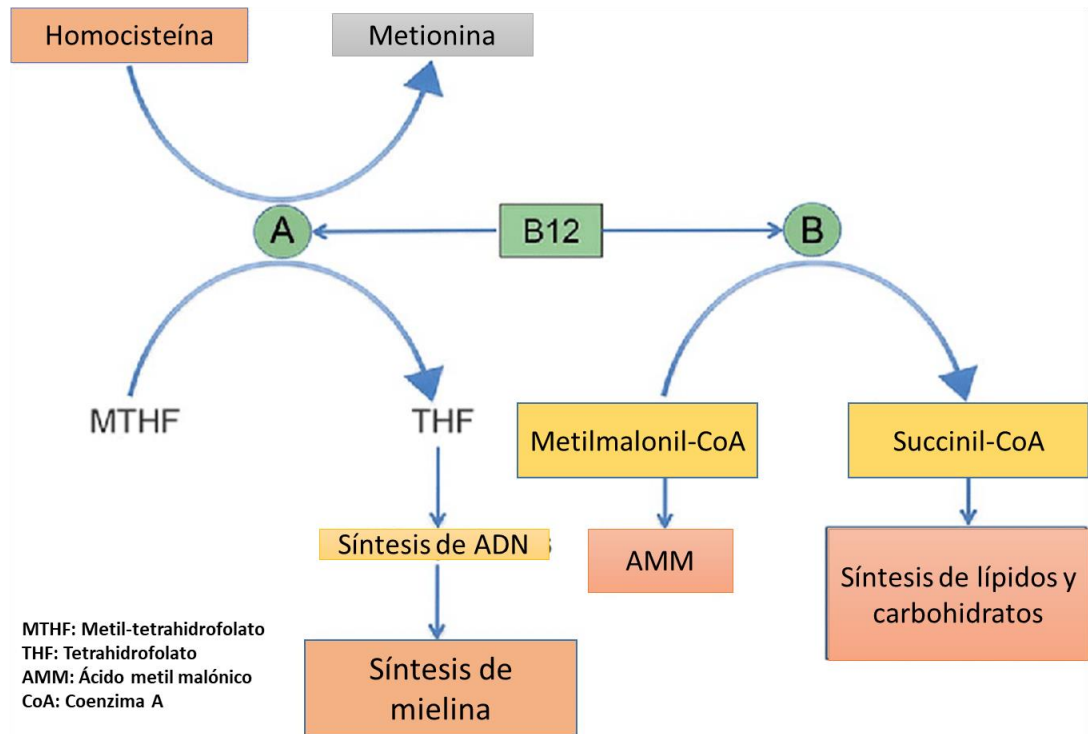 Homocisteína
Metionina
A
B12
B
MTHF
THF
Metilmalonil-CoA
Succinil-CoA
Síntesis de ADN
AMM
Síntesis de lípidos y
carbohidratos
Síntesis de
mielina
MTHF: Metil-tetrahidrofolato
THF: Tetrahidrofolato
AMM: Ácido metil malónico
CoA: Coenzima A